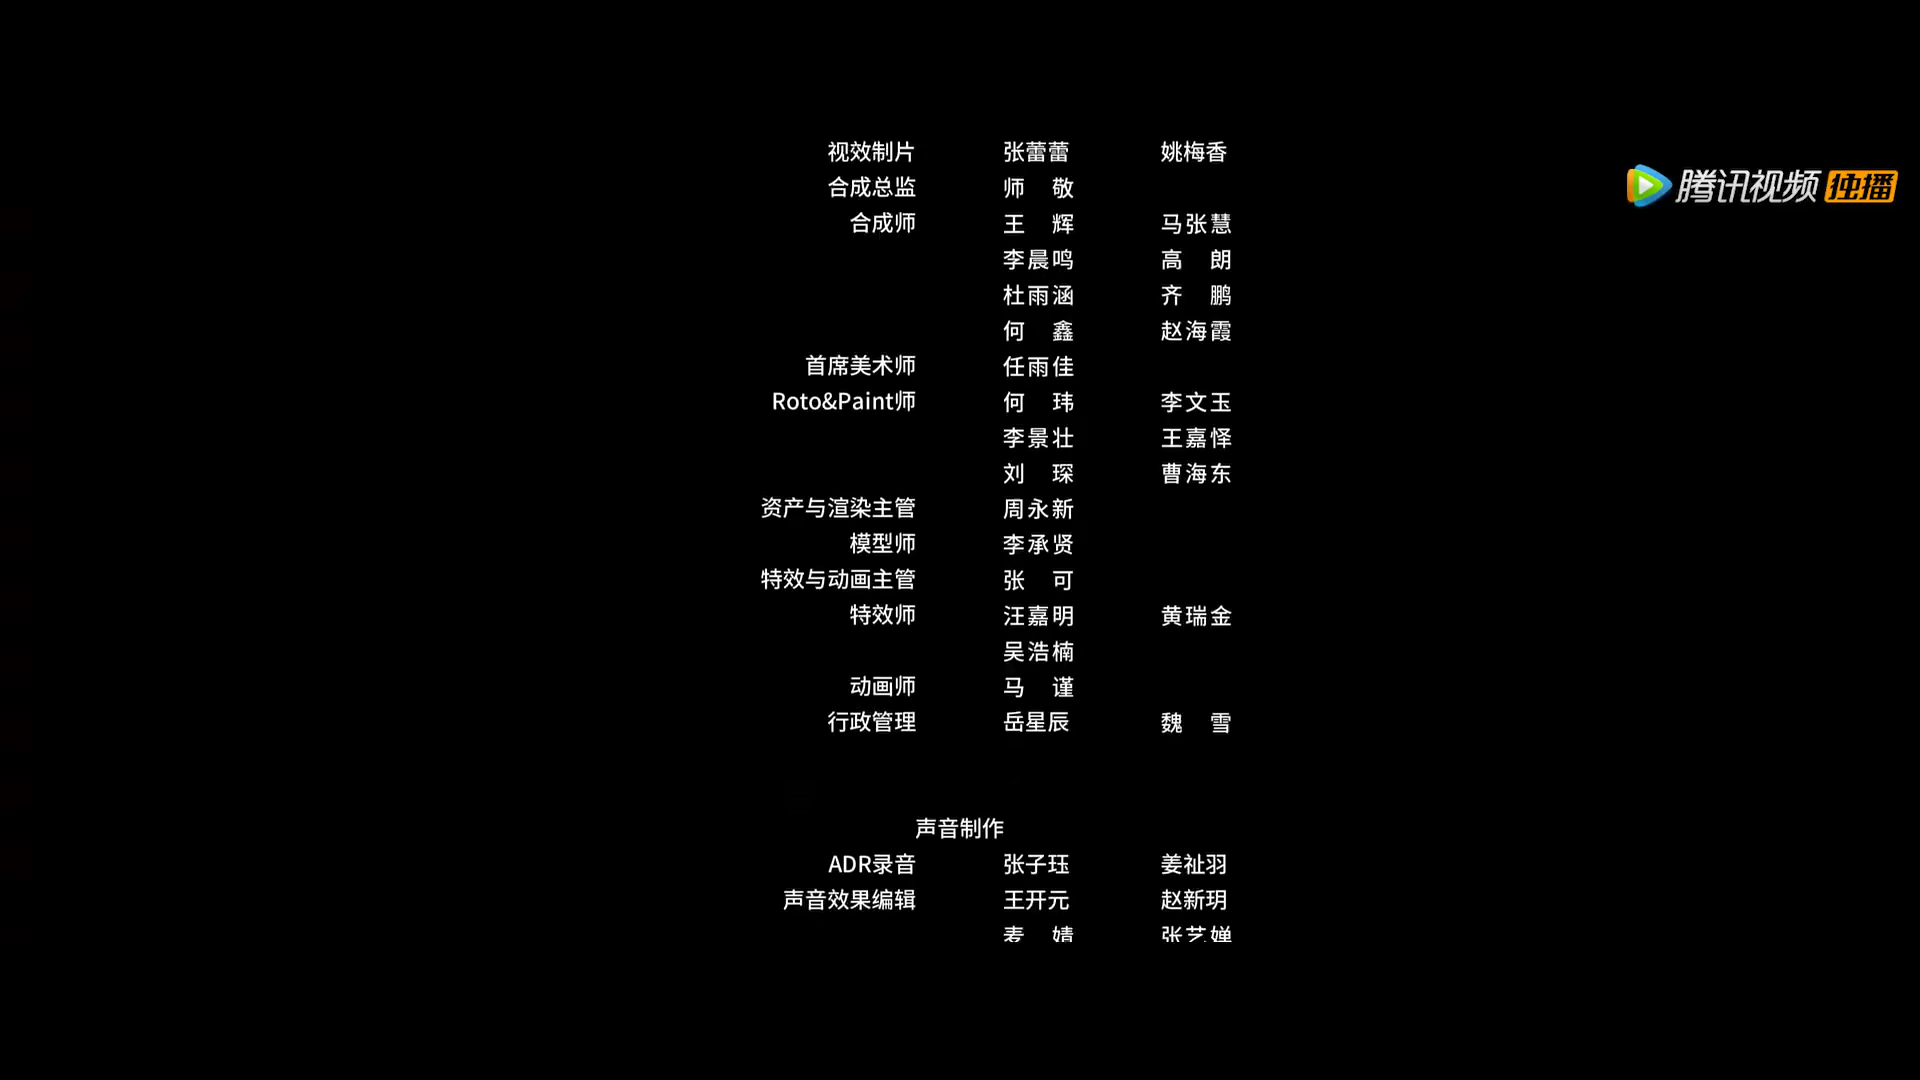 视效制片 张蕾蕾 姚梅香
腾讯视频 独播
合成总监 师 敬
合成师 王 辉 马张慧
李晨鸣 高 朗
杜雨涵 齐 鹏
何 鑫 赵海霞
首席美术师 任雨佳
Roto&Paint师 何 玮 李文玉
李景壮 王嘉怿
刘 琛 曹海东
资产与渲染主管 周永新
模型师 李承贤
特效与动画主管 张 可
特效师 汪嘉明 黄瑞金
吴浩楠
动画师 马 谨
行政管理 岳星辰 魏 雪
声音制作
ADR录音 张子珏 姜祉羽
声音效果编辑 王开元 赵新玥
麦 婧 张艺婵